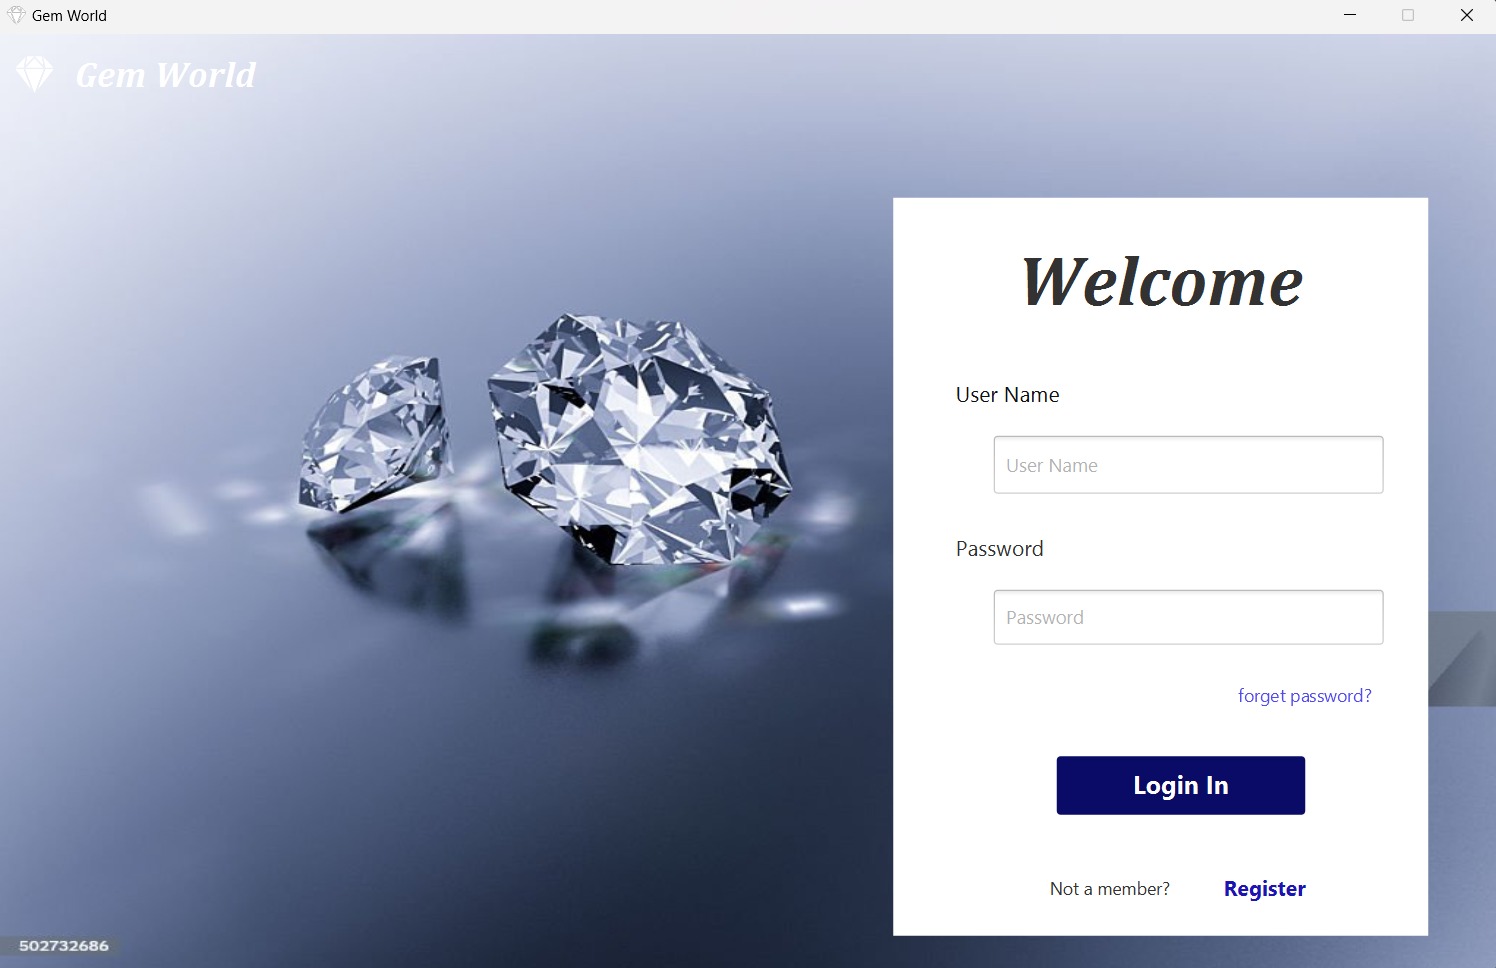 Gem World
Gem World
Welcome
User Name
User Name
Password
Password
forget password?
Login In
Not a member? Register
502732686